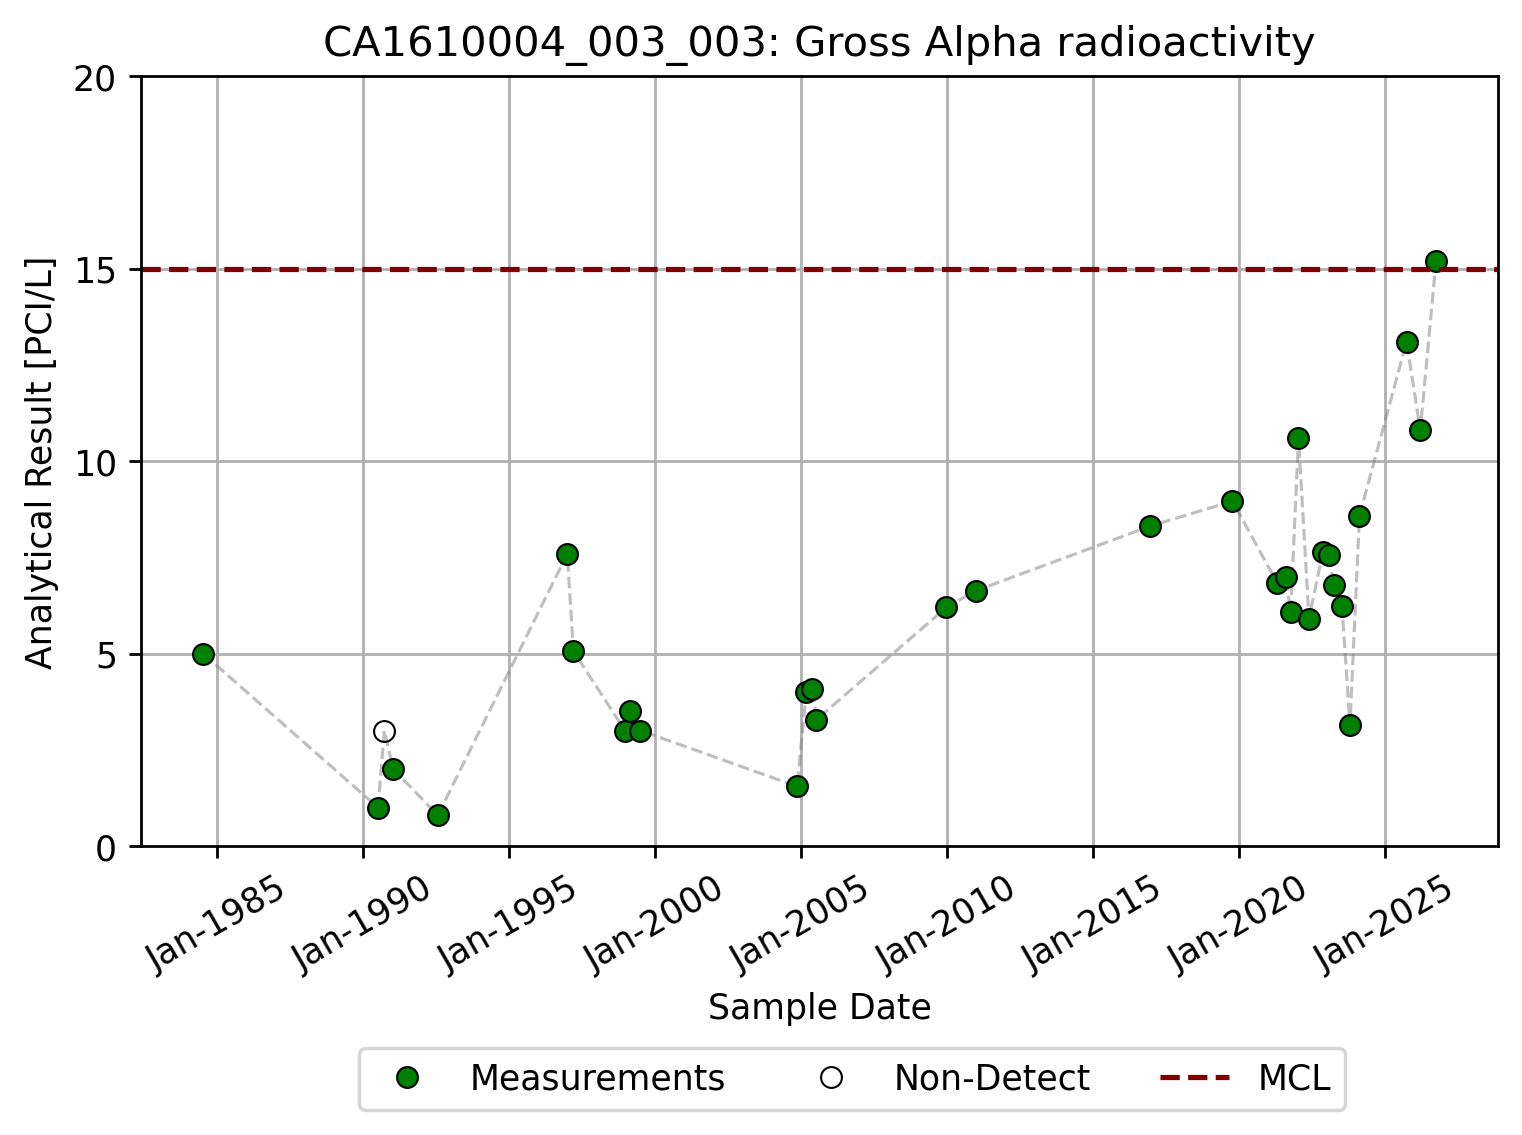 CA1610004_003_003: Gross Alpha radioactivity
Analytical Result [PCI/L]
20
15
10
5
0
Jan-1985
Jan-1990
Jan-1995
Jan-2000
Jan-2005
Jan-2010
Jan-2015
Jan-2020
Jan-2025
Sample Date
Measurements
Non-Detect
MCL